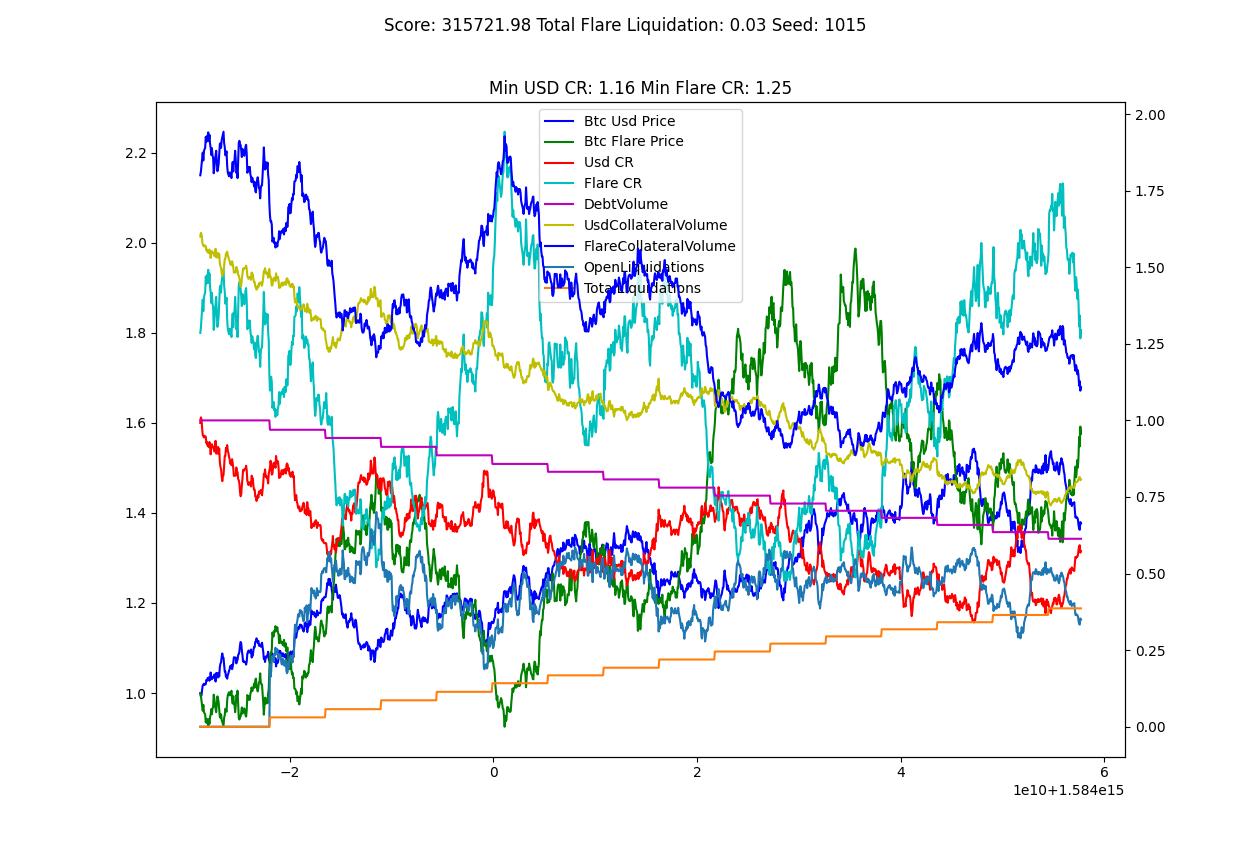 Score: 315721.98 Total Flare Liquidation: 0.03 Seed: 1015
Min USD CR: 1.16 Min Flare CR: 1.25
Btc Usd Price
Btc Flare Price
Usd CR
Flare CR
DebtVolume
UsdCollateralVolume
FlareCollateralVolume
OpenLiquidations
TotalLiquidations
2.2
2.0
1.8
1.6
1.4
1.2
1.0
2.00
1.75
1.50
1.25
1.00
0.75
0.50
0.25
0.00
−2
0
2
4
6
1e10+1.584e15